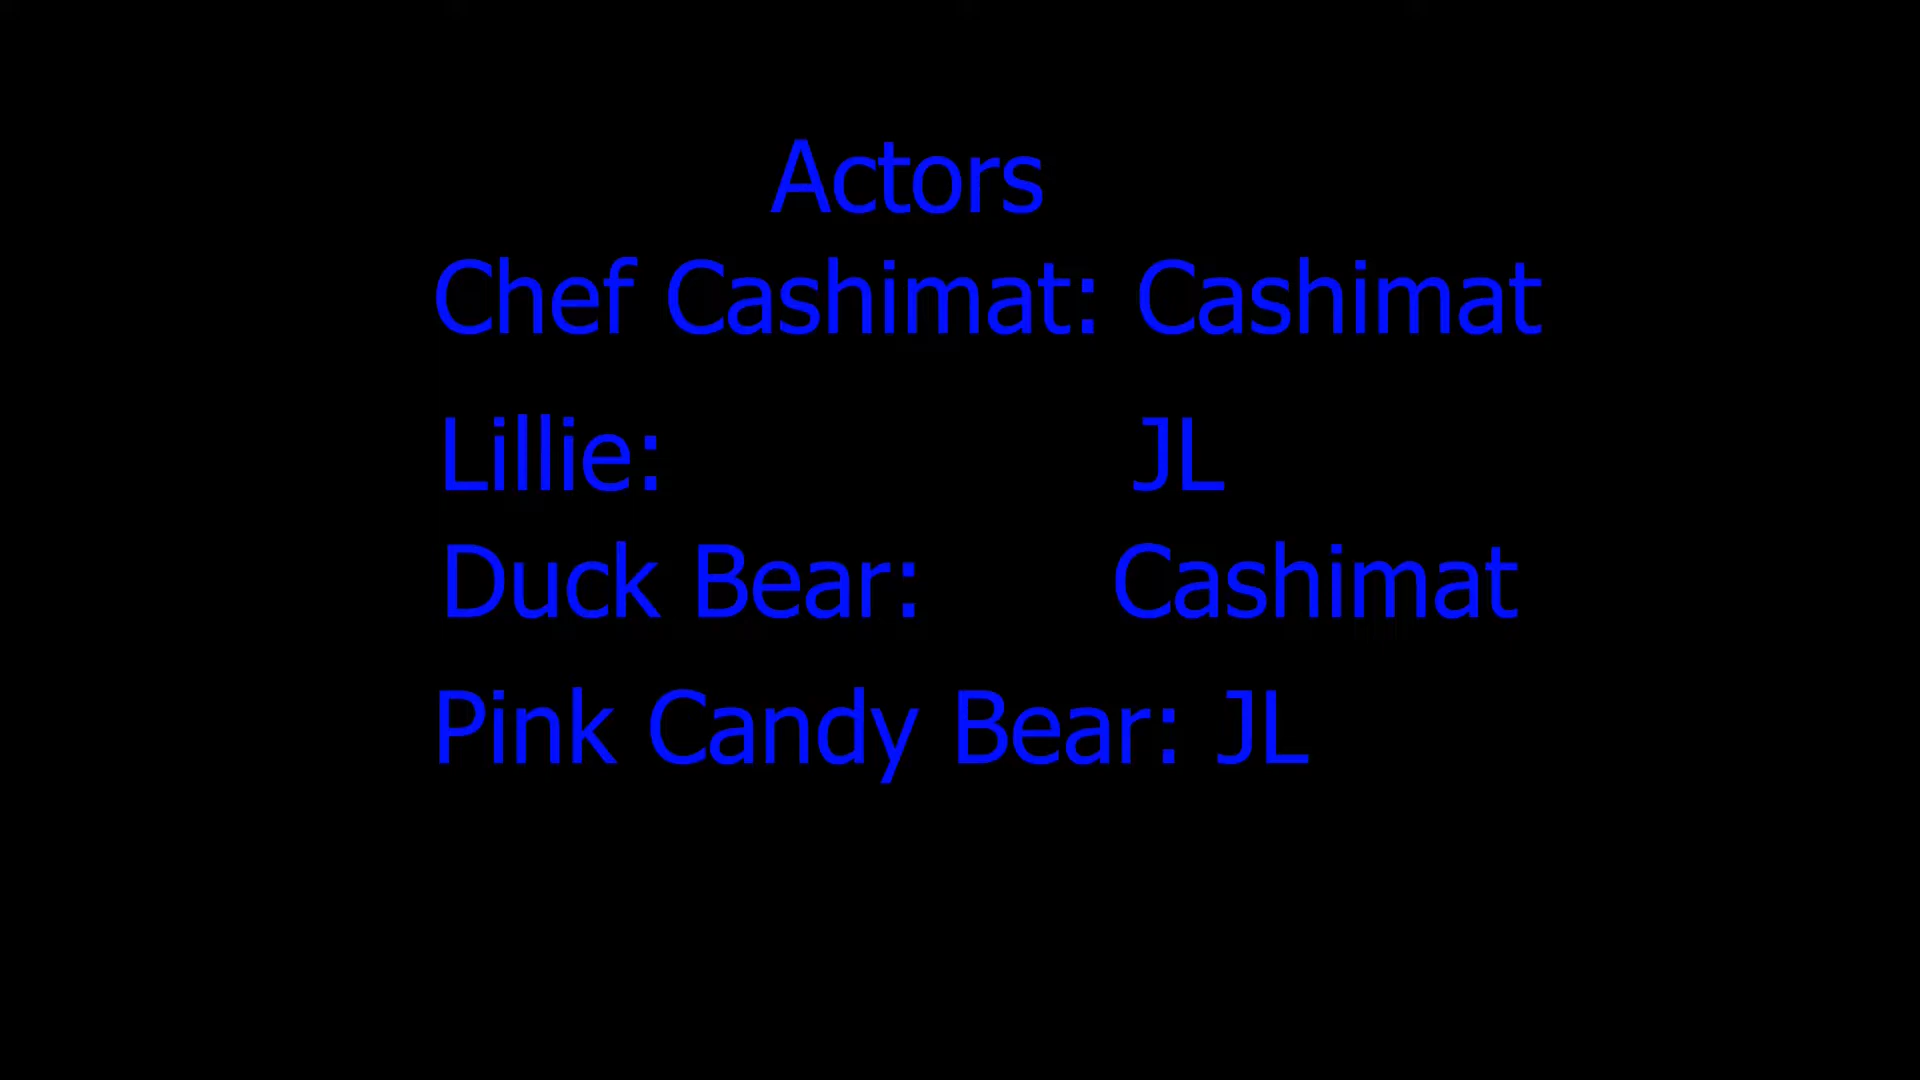 Actors
Chef Cashimat: Cashimat
Lillie: JL
Duck Bear: Cashimat
Pink Candy Bear: JL